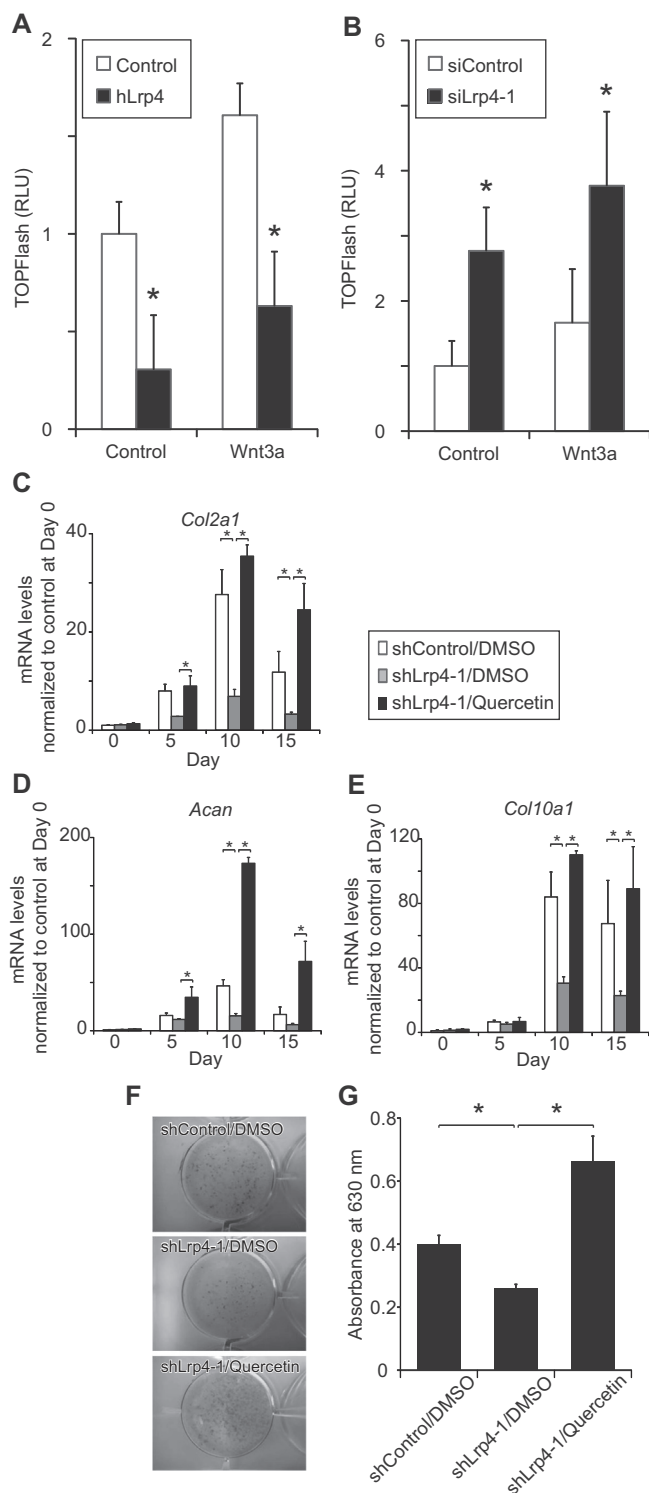 A
2
Control
hLrp4
1
0
TOPFlash (RLU)
*
*
Control
Wnt3a
B
6
siControl
siLrp4-1
4
2
0
TOPFlash (RLU)
*
*
Control
Wnt3a
C
Col2a1
mRNA levels
normalized to control at Day 0
40
20
0
*
* *
* *
0 5 10 15
Day
shControl/DMSO
shLrp4-1/DMSO
shLrp4-1/Quercetin
D
Acan
mRNA levels
normalized to control at Day 0
200
100
0
*
* *
*
0 5 10 15
Day
E
Col10a1
mRNA levels
normalized to control at Day 0
120
80
40
0
* *
* *
0 5 10 15
Day
F
shControl/DMSO
shLrp4-1/DMSO
shLrp4-1/Quercetin
G
Absorbance at 630 nm
0.8
0.6
0.4
0.2
0
* *
shControl/DMSO
shLrp4-1/DMSO
shLrp4-1/Quercetin